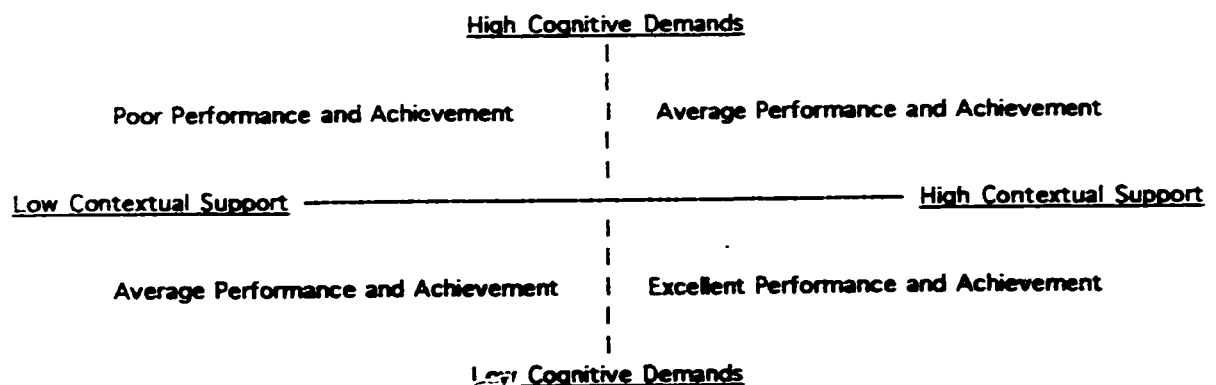 High Cognitive Demands
Poor Performance and Achievement
Average Performance and Achievement
Low Contextual Support
High Contextual Support
Average Performance and Achievement
Excellent Performance and Achievement
Low Cognitive Demands